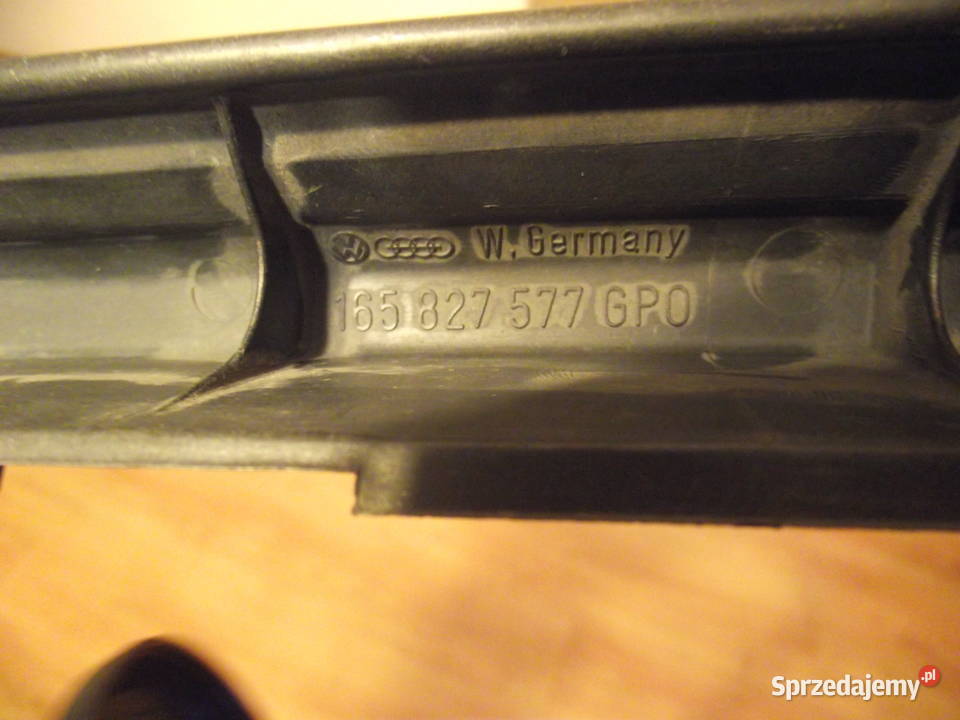 W. Germany
165 827 577 GPO
Sprzedajemy.pl